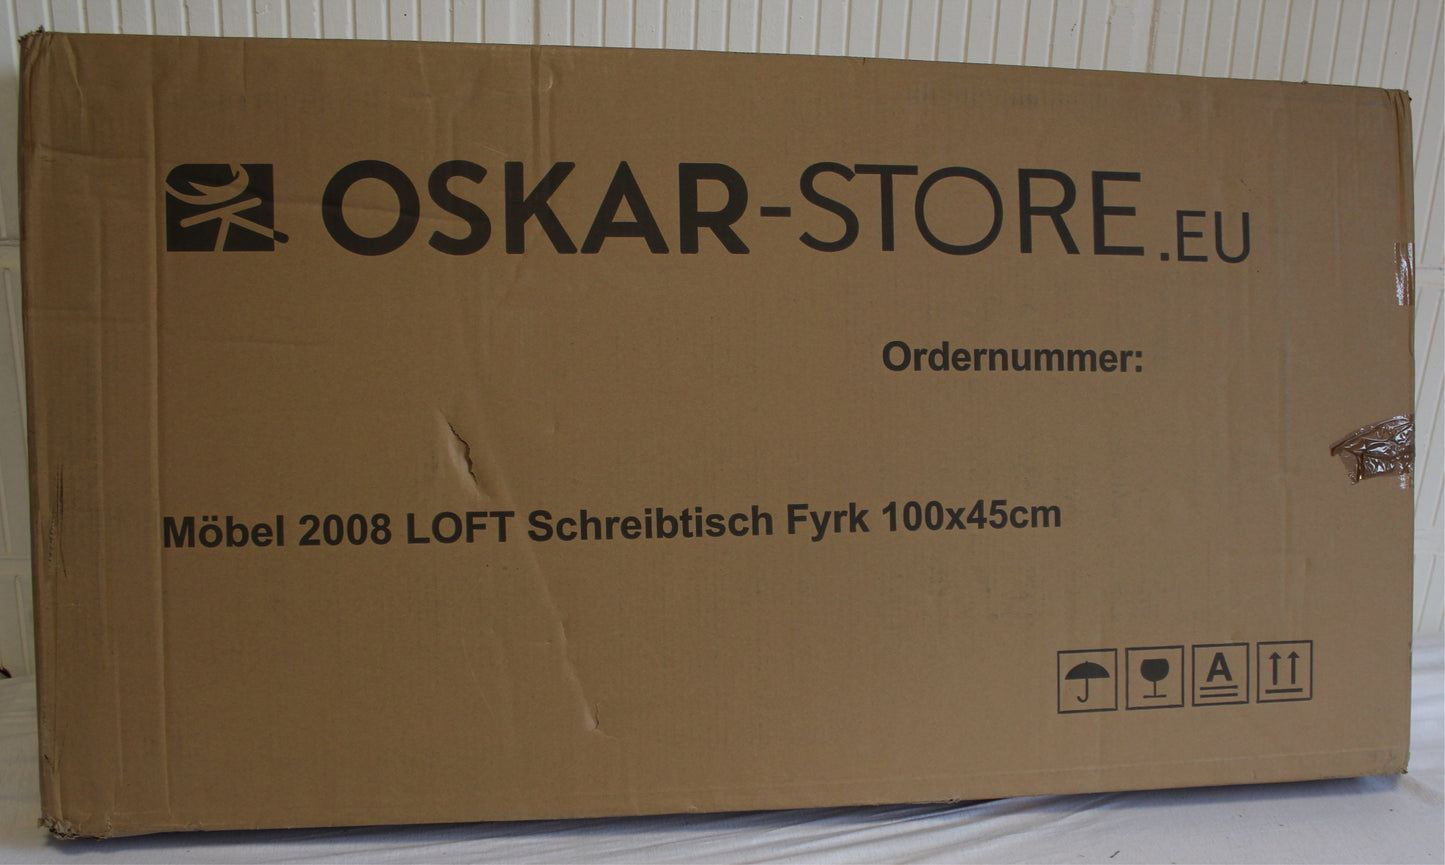 OSKAR-STORE.EU
Ordernummer:
Möbel 2008 LOFT Schreibtisch Fyrk 100x45cm
A